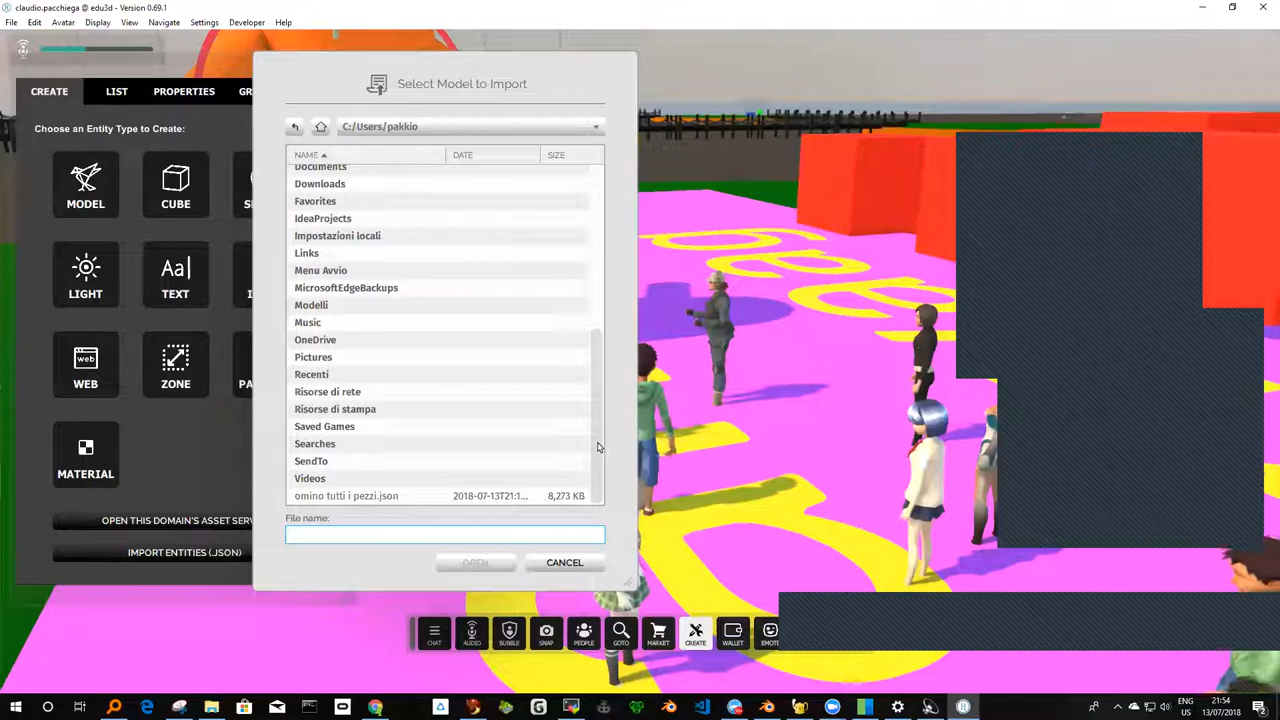 claudio.pacchiega @ edu3d - Version 0.69.1
File Edit Avatar Display View Navigate Settings Developer Help
CREATE LIST PROPERTIES GR
Choose an Entity Type to Create:
MODEL CUBE
LIGHT TEXT
WEB ZONE
MATERIAL
OPEN THIS DOMAIN'S ASSET SERV
IMPORT ENTITIES (.JSON)
Select Model to Import
C:/Users/pakkio
NAME DATE SIZE
Documents
Downloads
Favorites
IdeaProjects
Impostazioni locali
Links
Menu Avvio
MicrosoftEdgeBackups
Modelli
Music
OneDrive
Pictures
Recenti
Risorse di rete
Risorse di stampa
Saved Games
Searches
SendTo
Videos
omino tutti i pezzi.json 2018-07-13T21:1... 8,273 KB
File name:
OPEN CANCEL
CHAT AUDIO BUBBLE SNAP PEOPLE GOTO MARKET CREATE WALLET EMOTE
ENG 21:54
US 13/07/2018